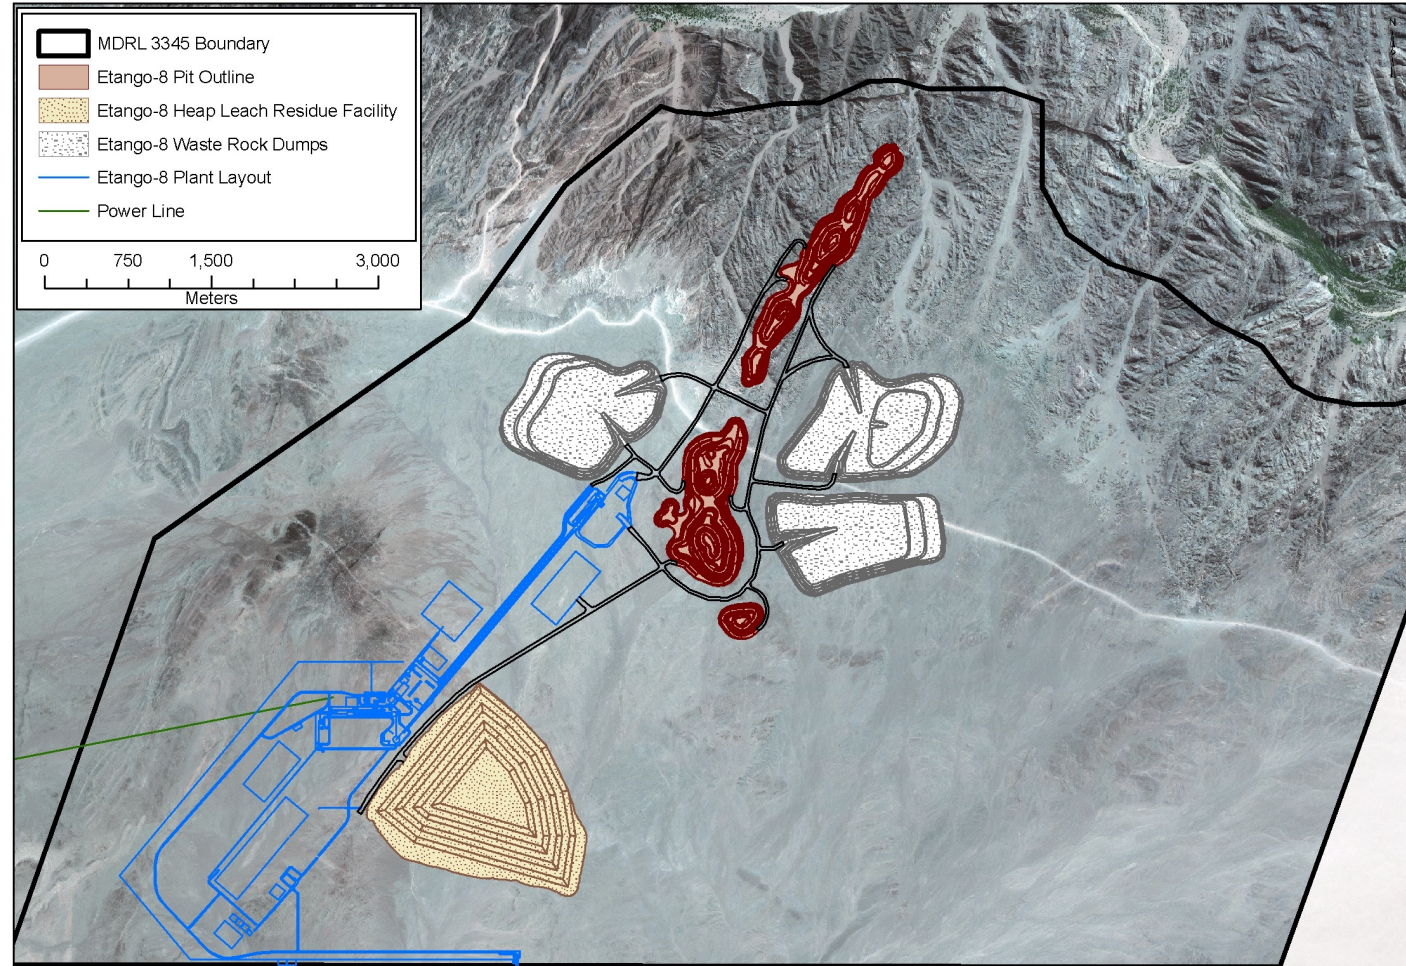 MDRL 3345 Boundary
Etango-8 Pit Outline
Etango-8 Heap Leach Residue Facility
Etango-8 Waste Rock Dumps
Etango-8 Plant Layout
Power Line
0 750 1,500 3,000
Meters